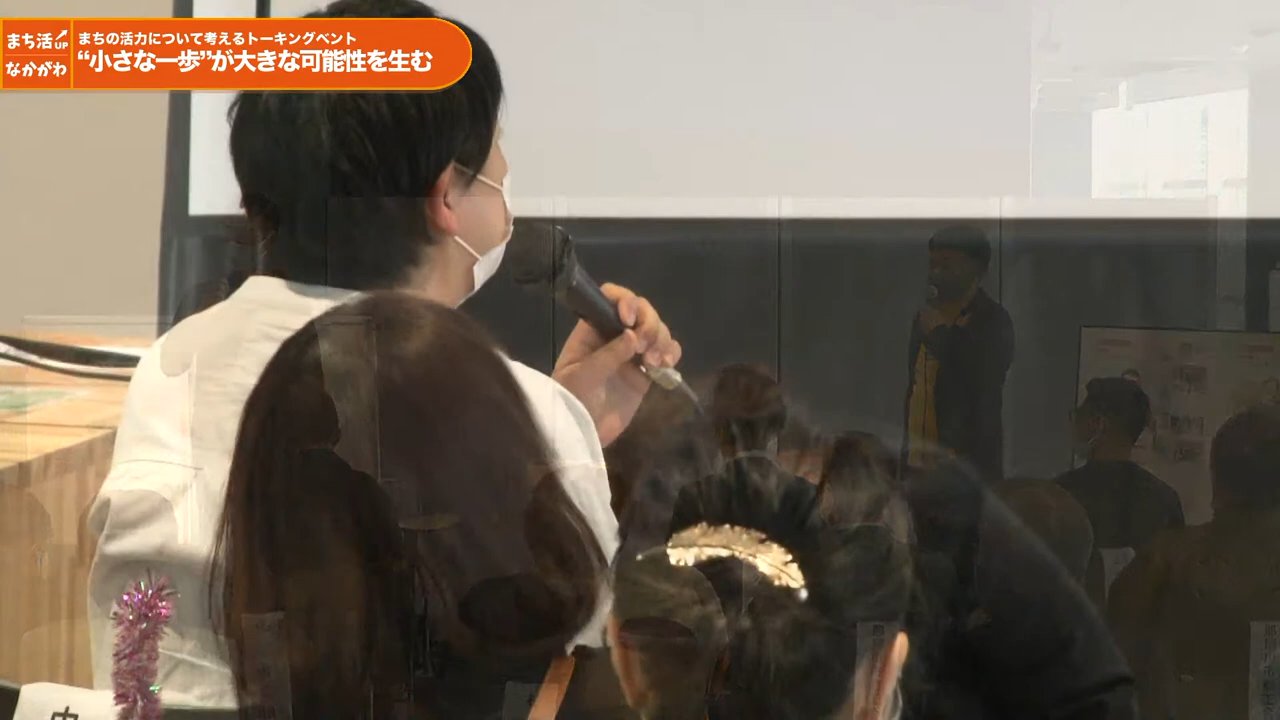 まち活UP
なかがわ
まちの活力について考えるトーキングベント
“小さな一歩”が大きな可能性を生む